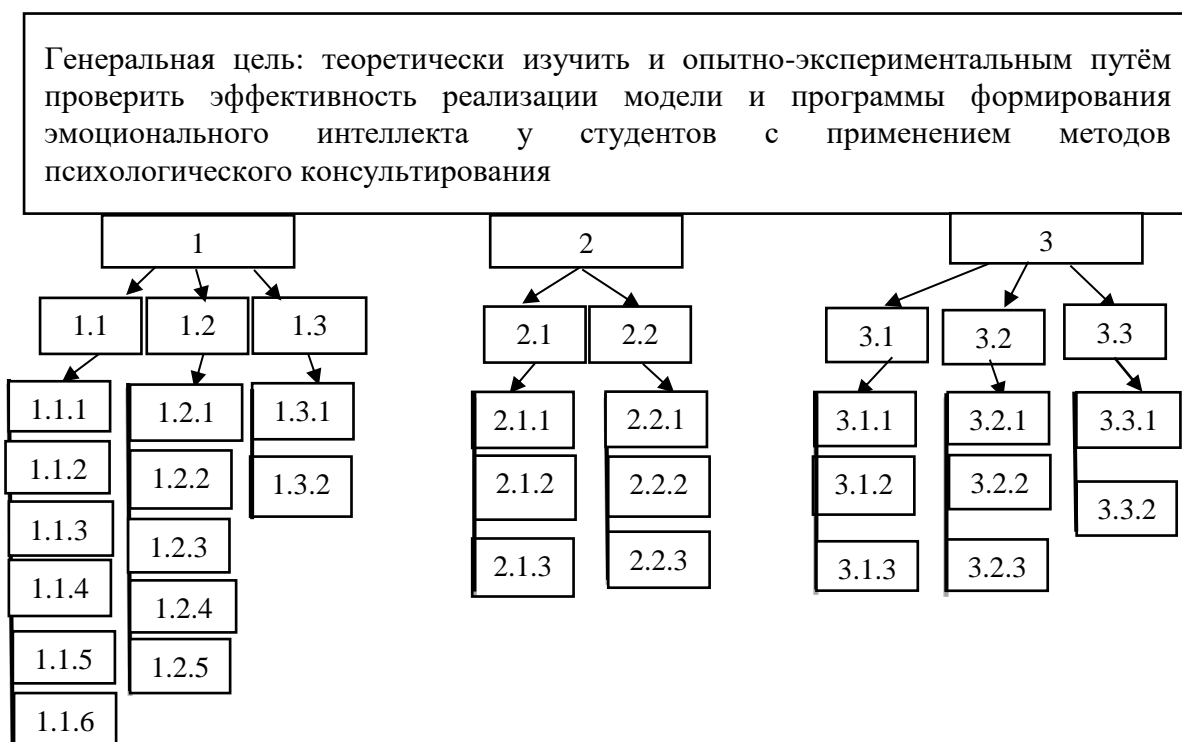 Генеральная цель: теоретически изучить и опытно-экспериментальным путём
проверить эффективность реализации модели и программы формирования
эмоционального интеллекта у студентов с применением методов
психологического консультирования
1 2 3
1.1 1.2 1.3 2.1 2.2 3.1 3.2 3.3
1.1.1 1.2.1 1.3.1 2.1.1 2.2.1 3.1.1 3.2.1 3.3.1
1.1.2 1.2.2 1.3.2 2.1.2 2.2.2 3.1.2 3.2.2 3.3.2
1.1.3 1.2.3 2.1.3 2.2.3 3.1.3 3.2.3
1.1.4 1.2.4
1.1.5 1.2.5
1.1.6